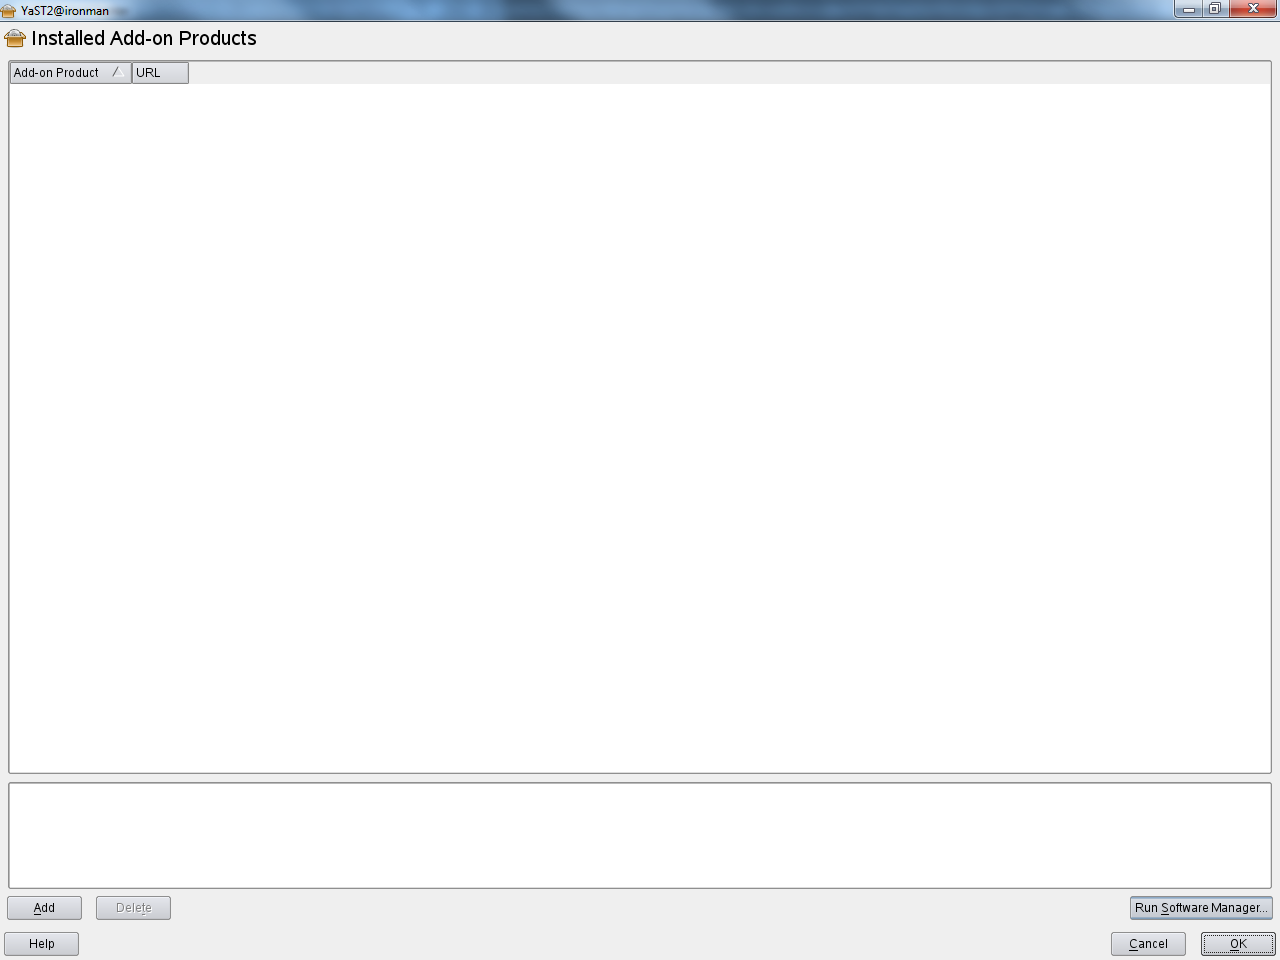 YaST2@ironman
Installed Add-on Products
Add-on Product URL
Add Delete Run Software Manager...
Help Cancel OK